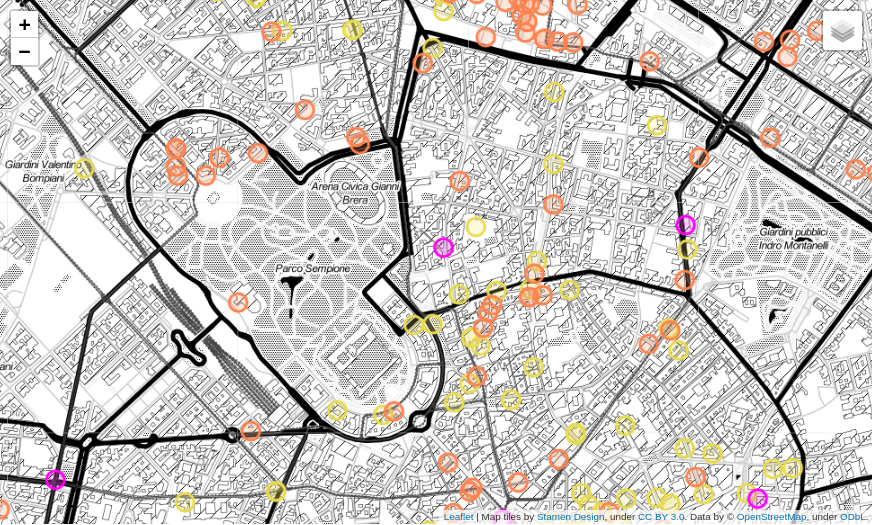 +
−
Giardini Valentino
Bompiani
Arena Civica Gianni
Brera
Parco Sempione
Giardini pubblici
Indro Montanelli
Leaflet | Map tiles by Stamen Design, under CC BY 3.0. Data by © OpenStreetMap, under ODbL.